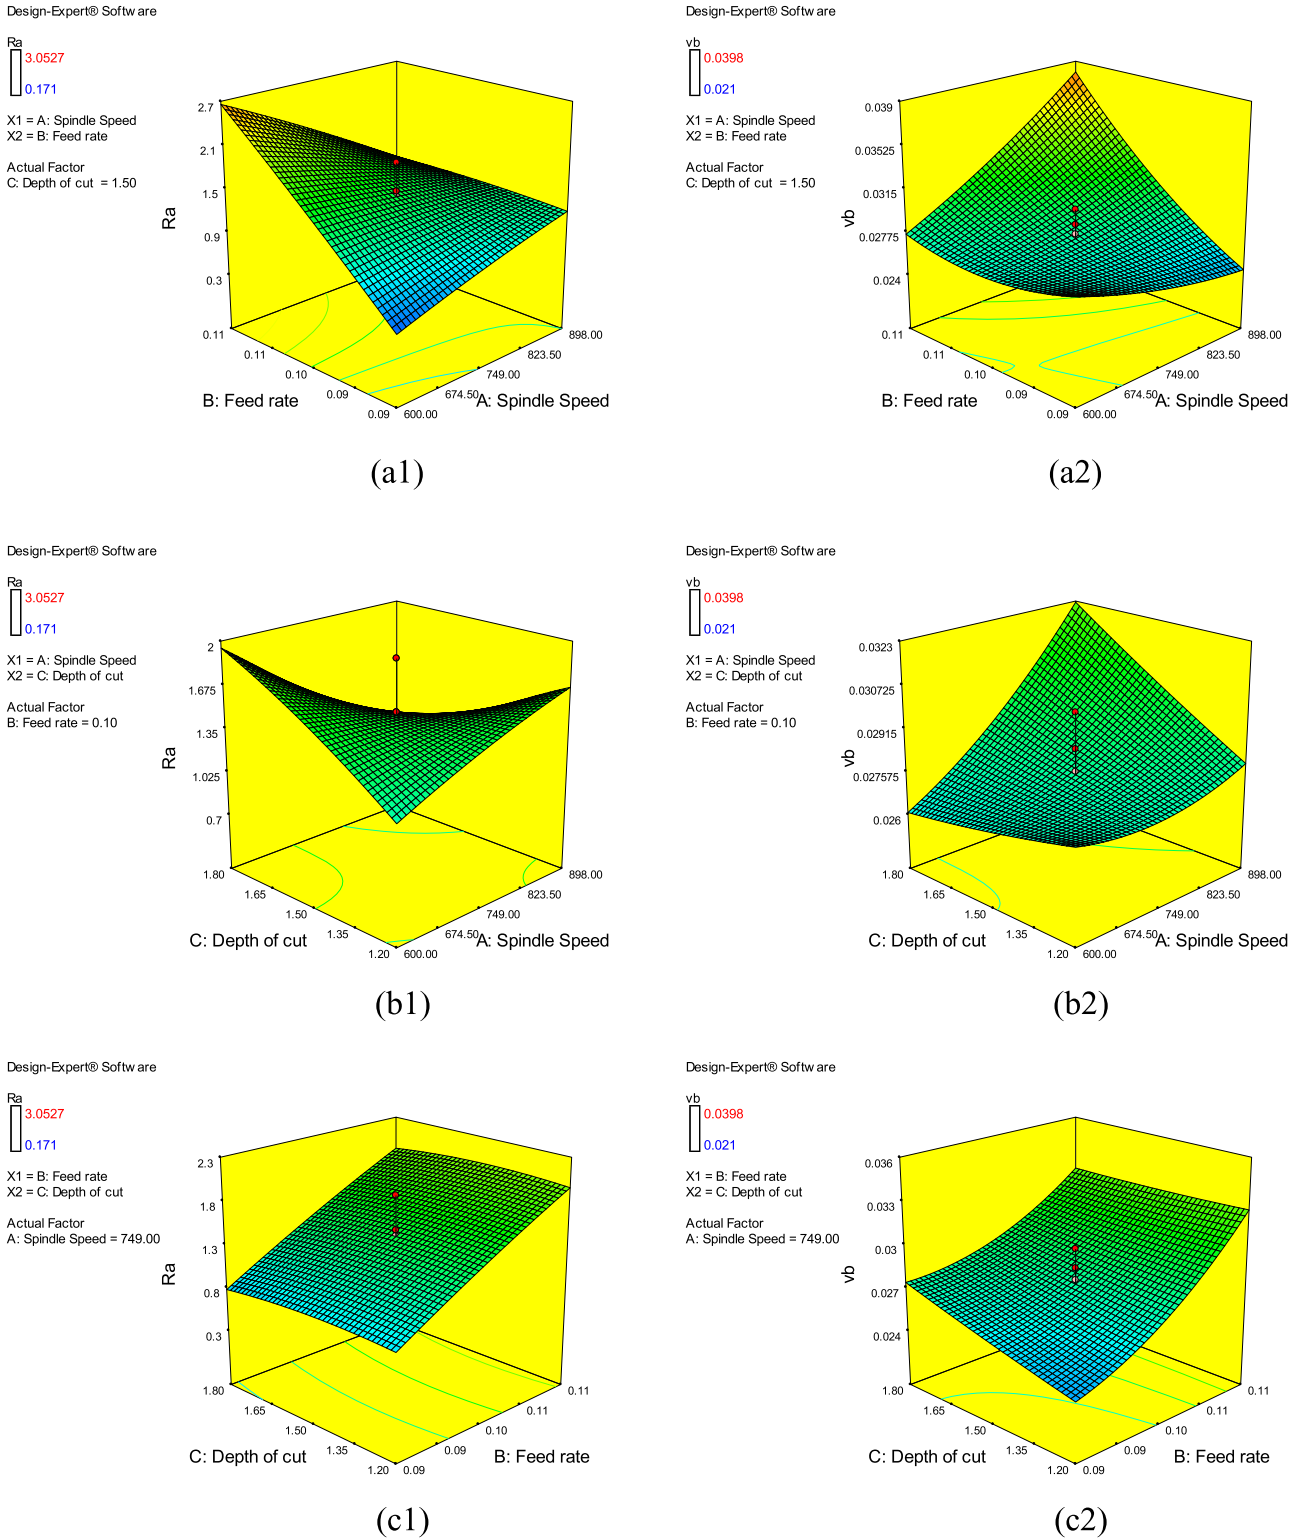 Design-Expert® Software
Ra
3.0527
0.171
X1 = A: Spindle Speed
X2 = B: Feed rate
Actual Factor
C: Depth of cut = 1.50
2.7
2.1
1.5
0.9
0.3
Ra
0.11
0.11
0.10
0.09
0.09
600.00
674.50
749.00
823.50
898.00
B: Feed rate
A: Spindle Speed
(a1)
Design-Expert® Software
vb
0.0398
0.021
X1 = A: Spindle Speed
X2 = B: Feed rate
Actual Factor
C: Depth of cut = 1.50
0.039
0.03525
0.0315
0.02775
0.024
vb
0.11
0.11
0.10
0.09
0.09
600.00
674.50
749.00
823.50
898.00
B: Feed rate
A: Spindle Speed
(a2)
Design-Expert® Software
Ra
3.0527
0.171
X1 = A: Spindle Speed
X2 = C: Depth of cut
Actual Factor
B: Feed rate = 0.10
2
1.675
1.35
1.025
0.7
Ra
1.80
1.65
1.50
1.35
1.20
600.00
674.50
749.00
823.50
898.00
C: Depth of cut
A: Spindle Speed
(b1)
Design-Expert® Software
vb
0.0398
0.021
X1 = A: Spindle Speed
X2 = C: Depth of cut
Actual Factor
B: Feed rate = 0.10
0.0323
0.030725
0.02915
0.027575
0.026
vb
1.80
1.65
1.50
1.35
1.20
600.00
674.50
749.00
823.50
898.00
C: Depth of cut
A: Spindle Speed
(b2)
Design-Expert® Software
Ra
3.0527
0.171
X1 = B: Feed rate
X2 = C: Depth of cut
Actual Factor
A: Spindle Speed = 749.00
2.3
1.8
1.3
0.8
0.3
Ra
1.80
1.65
1.50
1.35
1.20
0.09
0.09
0.10
0.11
0.11
C: Depth of cut
B: Feed rate
(c1)
Design-Expert® Software
vb
0.0398
0.021
X1 = B: Feed rate
X2 = C: Depth of cut
Actual Factor
A: Spindle Speed = 749.00
0.036
0.033
0.03
0.027
0.024
vb
1.80
1.65
1.50
1.35
1.20
0.09
0.09
0.10
0.11
0.11
C: Depth of cut
B: Feed rate
(c2)